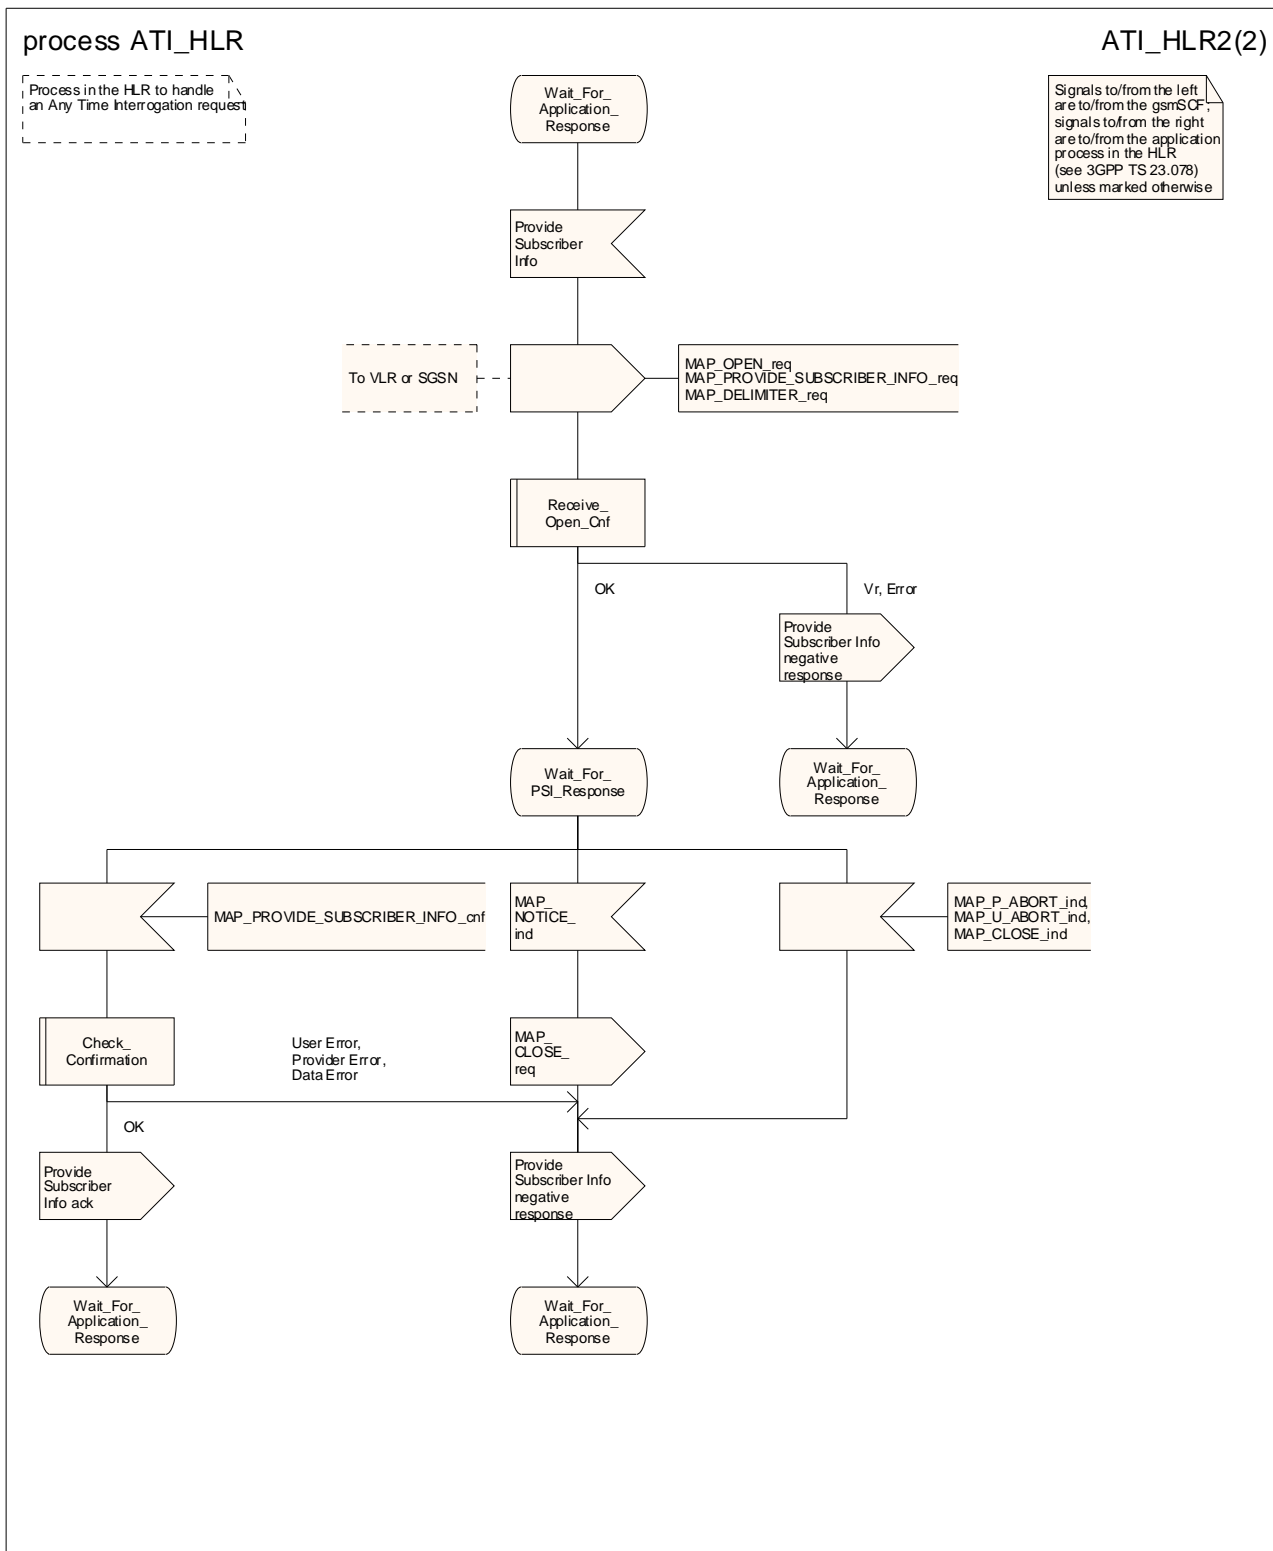 process ATI_HLR
ATI_HLR2(2)
Process in the HLR to handle
an Any Time Interrogation request
Signals to/from the left
are to/from the gsmSCF;
signals to/from the right
are to/from the application
process in the HLR
(see 3GPP TS 23.078)
unless marked otherwise
Wait_For_
Application_
Response
Provide
Subscriber
Info
To VLR or SGSN
MAP_OPEN_req
MAP_PROVIDE_SUBSCRIBER_INFO_req
MAP_DELIMITER_req
Receive_
Open_Cnf
OK
Vr, Error
Provide
Subscriber Info
negative
response
Wait_For_
PSI_Response
Wait_For_
Application_
Response
MAP_PROVIDE_SUBSCRIBER_INFO_cnf
MAP_
NOTICE_
ind
MAP_P_ABORT_ind,
MAP_U_ABORT_ind,
MAP_CLOSE_ind
Check_
Confirmation
User Error,
Provider Error,
Data Error
MAP_
CLOSE_
req
OK
Provide
Subscriber
Info ack
Provide
Subscriber Info
negative
response
Wait_For_
Application_
Response
Wait_For_
Application_
Response